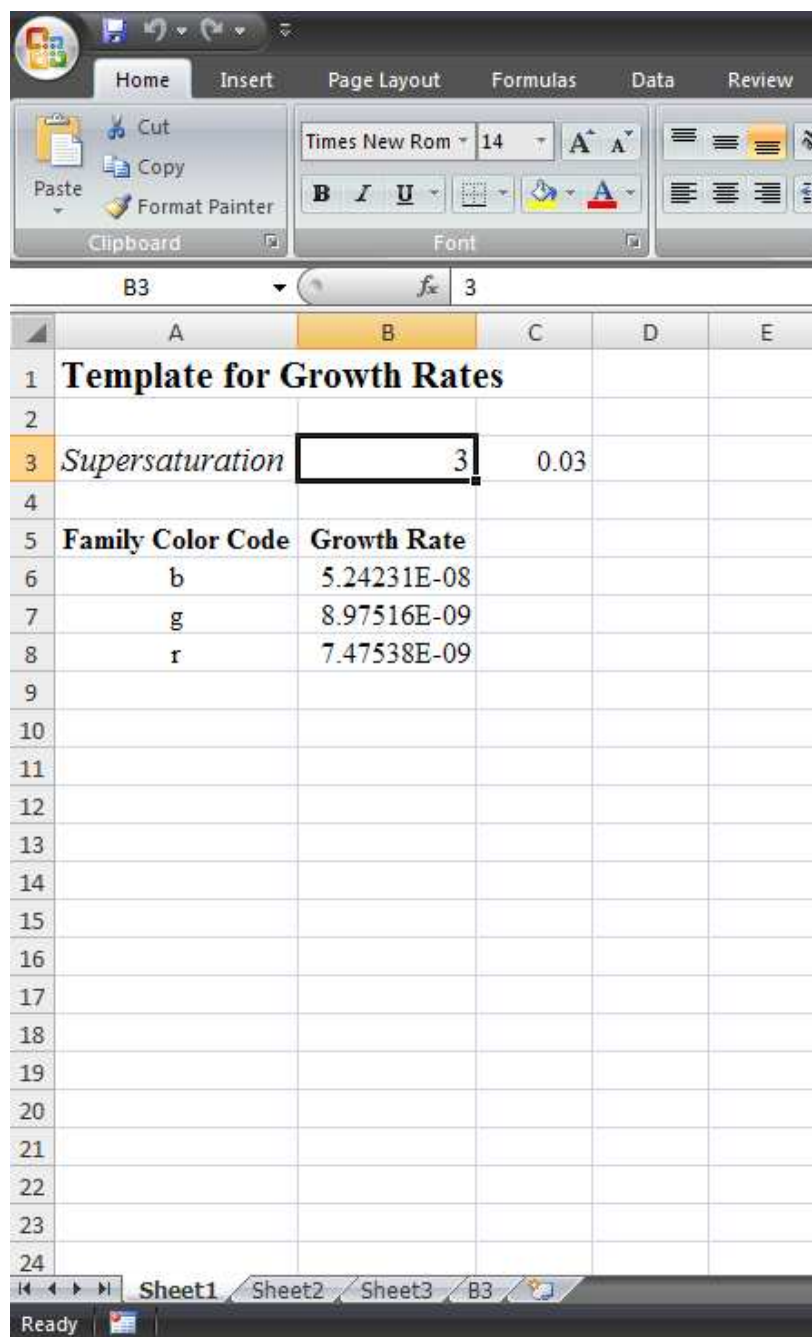 Home Insert Page Layout Formulas Data Review
Cut
Copy
Paste
Format Painter
Clipboard
Times New Rom 14 A A
B I U A
Font
B3 fx 3
A B C D E
1 Template for Growth Rates
2
3 Supersaturation 3 0.03
4
5 Family Color Code Growth Rate
6 b 5.24231E-08
7 g 8.97516E-09
8 r 7.47538E-09
9
10
11
12
13
14
15
16
17
18
19
20
21
22
23
24
Sheet1 Sheet2 Sheet3 B3
Ready